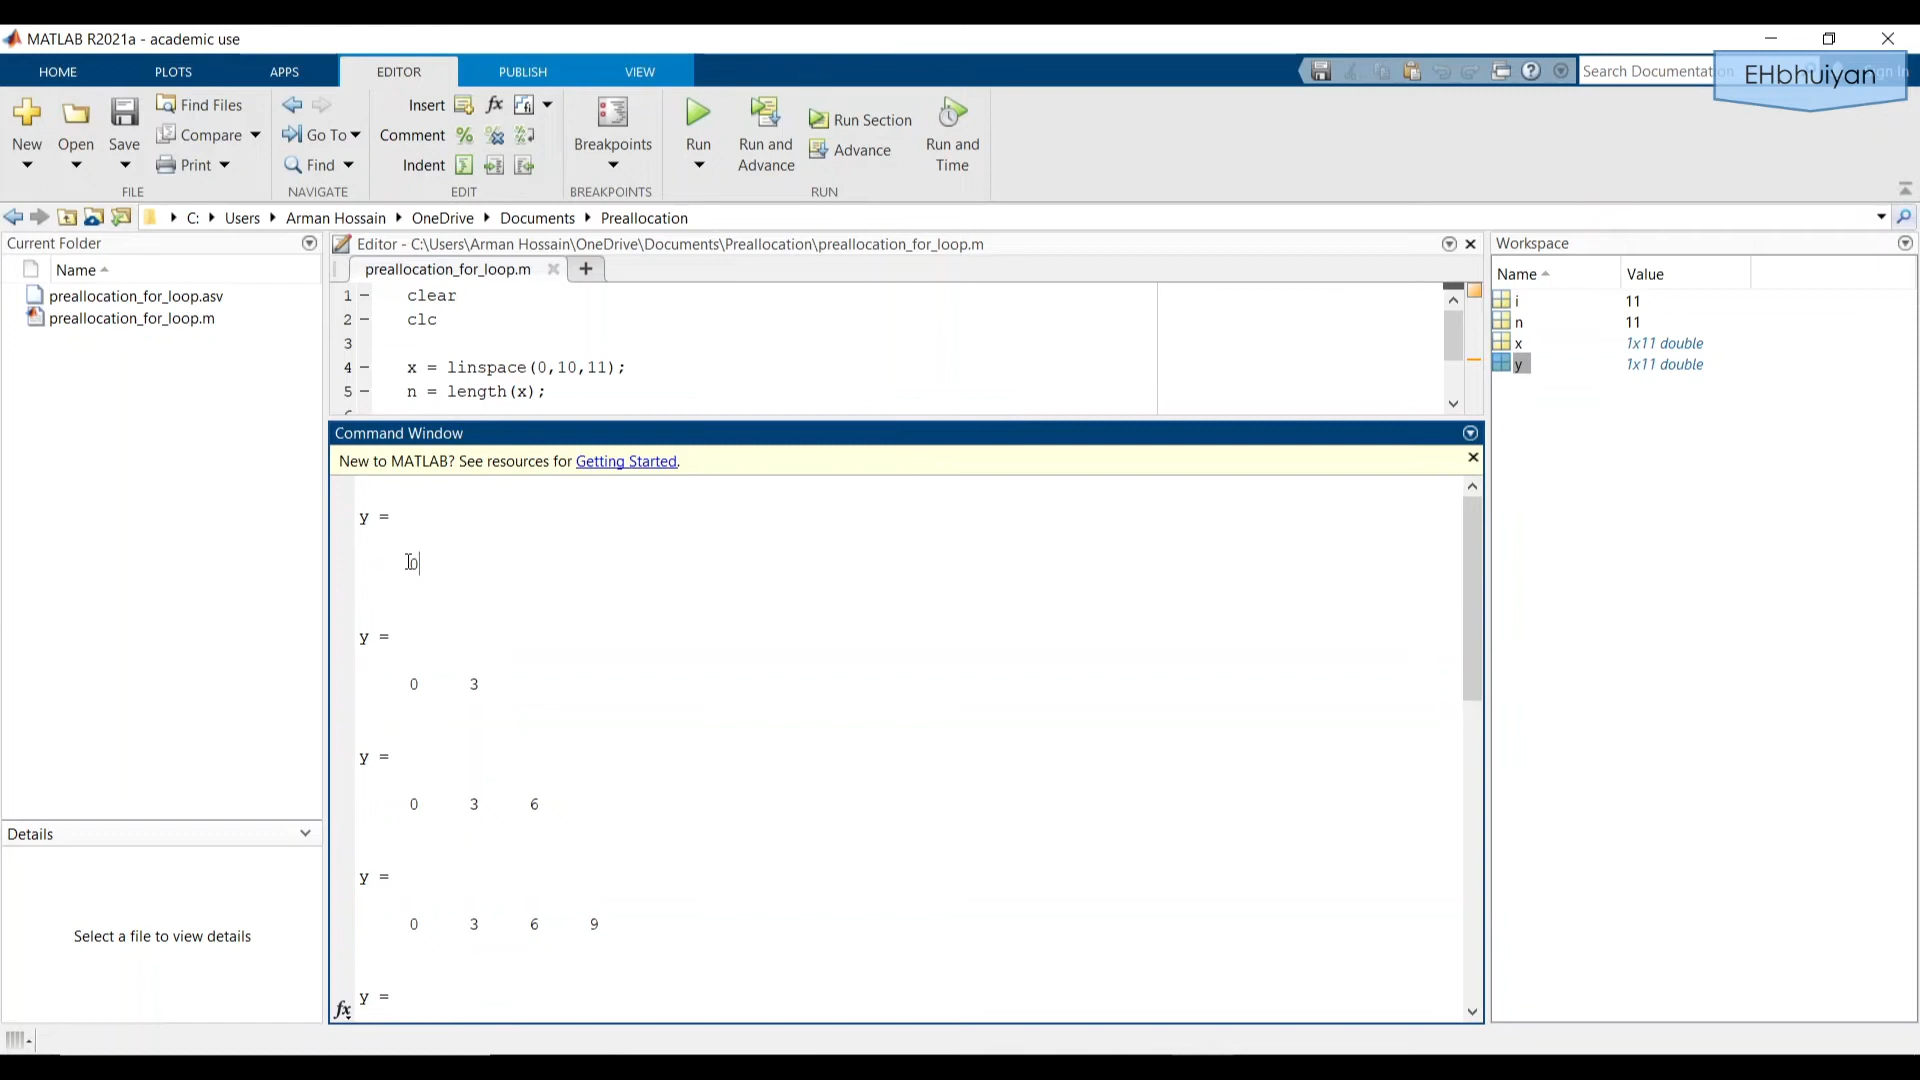 MATLAB R2021a - academic use
HOME PLOTS APPS EDITOR PUBLISH VIEW
Search Documentat
EHbhuiyan
New
Open
Save
Find Files
Compare
Print
FILE
Go To
Find
NAVIGATE
Insert fx
Comment
Indent
EDIT
Breakpoints
BREAKPOINTS
Run
Run and
Advance
Run Section
Advance
Run and
Time
RUN
C: Users Arman Hossain OneDrive Documents Preallocation
Current Folder
Name
preallocation_for_loop.asv
preallocation_for_loop.m
Details
Select a file to view details
Editor - C:\Users\Arman Hossain\OneDrive\Documents\Preallocation\preallocation_for_loop.m
preallocation_for_loop.m
1 clear
2 clc
3
4 x = linspace(0,10,11);
5 n = length(x);
Command Window
New to MATLAB? See resources for Getting Started.
y =
0
y =
0 3
y =
0 3 6
y =
0 3 6 9
y =
fx
Workspace
Name Value
i 11
n 11
x 1x11 double
y 1x11 double